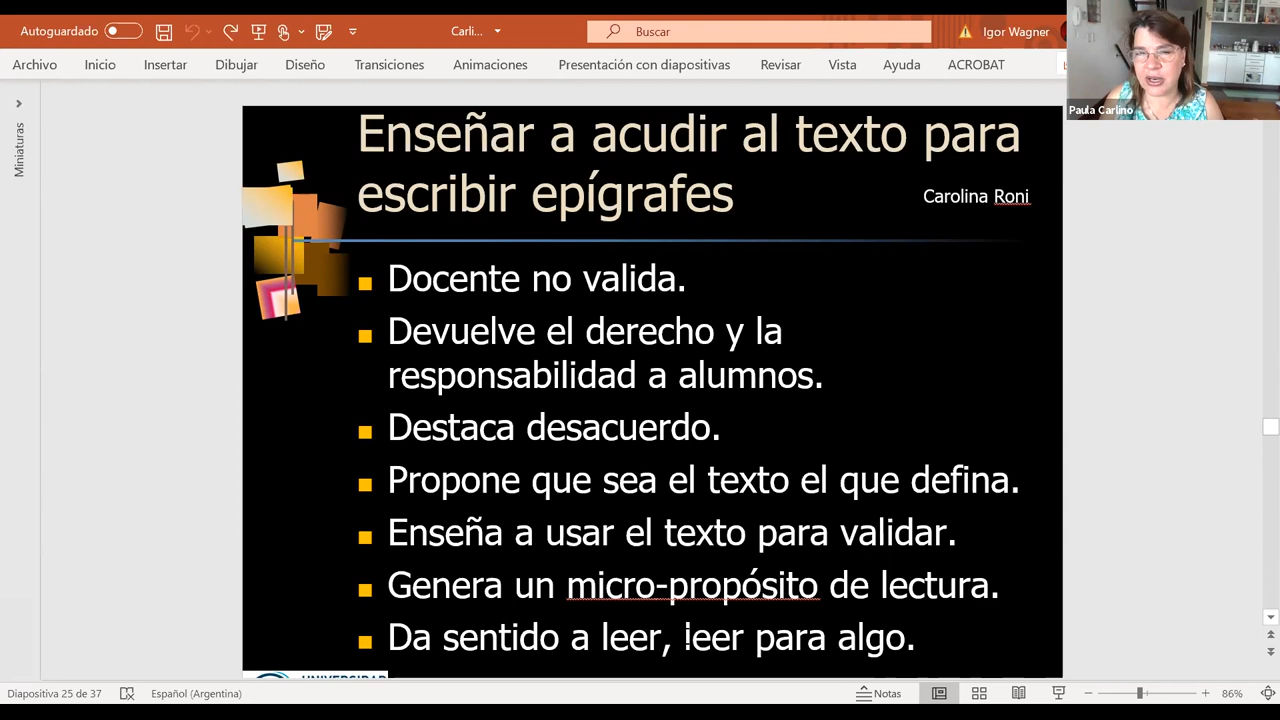 Autoguardado
Carli...
Buscar
Igor Wagner
Archivo Inicio Insertar Dibujar Diseño Transiciones Animaciones Presentación con diapositivas Revisar Vista Ayuda ACROBAT
Paula Carlino
Miniaturas
Enseñar a acudir al texto para
escribir epígrafes
Carolina Roni
Docente no valida.
Devuelve el derecho y la
responsabilidad a alumnos.
Destaca desacuerdo.
Propone que sea el texto el que defina.
Enseña a usar el texto para validar.
Genera un micro-propósito de lectura.
Da sentido a leer, leer para algo.
Diapositiva 25 de 37 Español (Argentina) Notas 86%